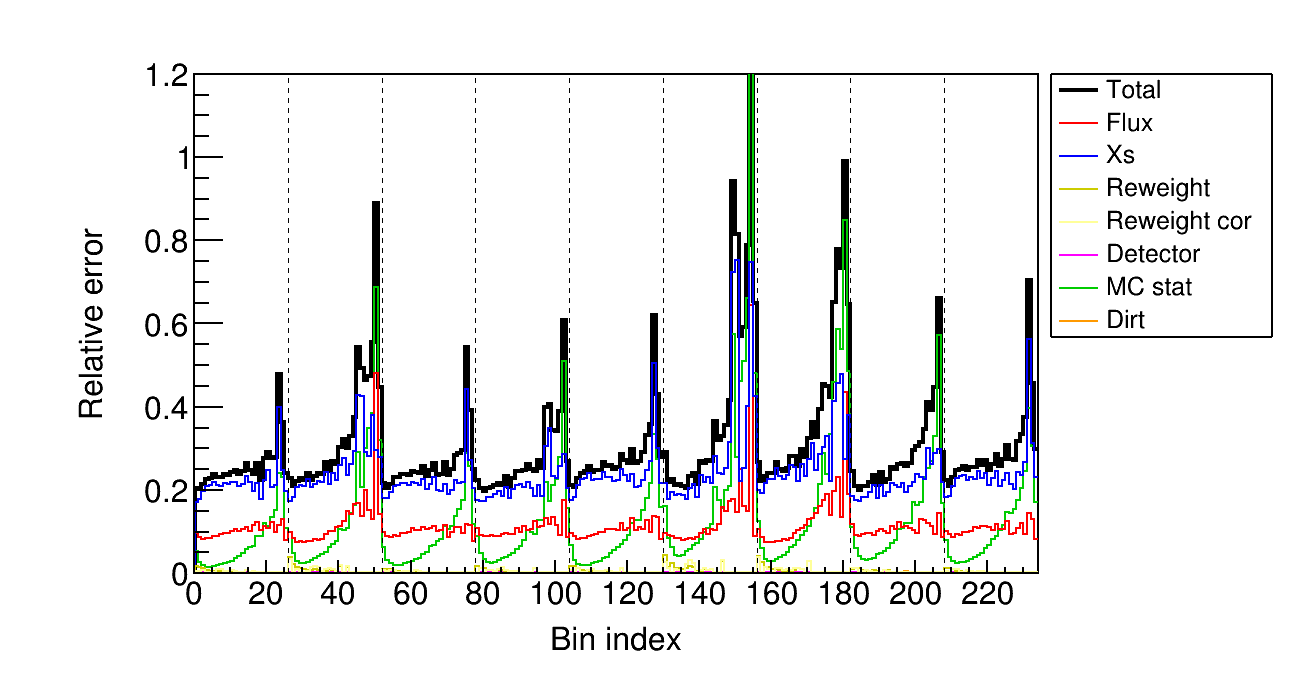 1.2
1
0.8
0.6
0.4
0.2
0
Relative error
0 20 40 60 80 100 120 140 160 180 200 220
Bin index
Total
Flux
Xs
Reweight
Reweight cor
Detector
MC stat
Dirt